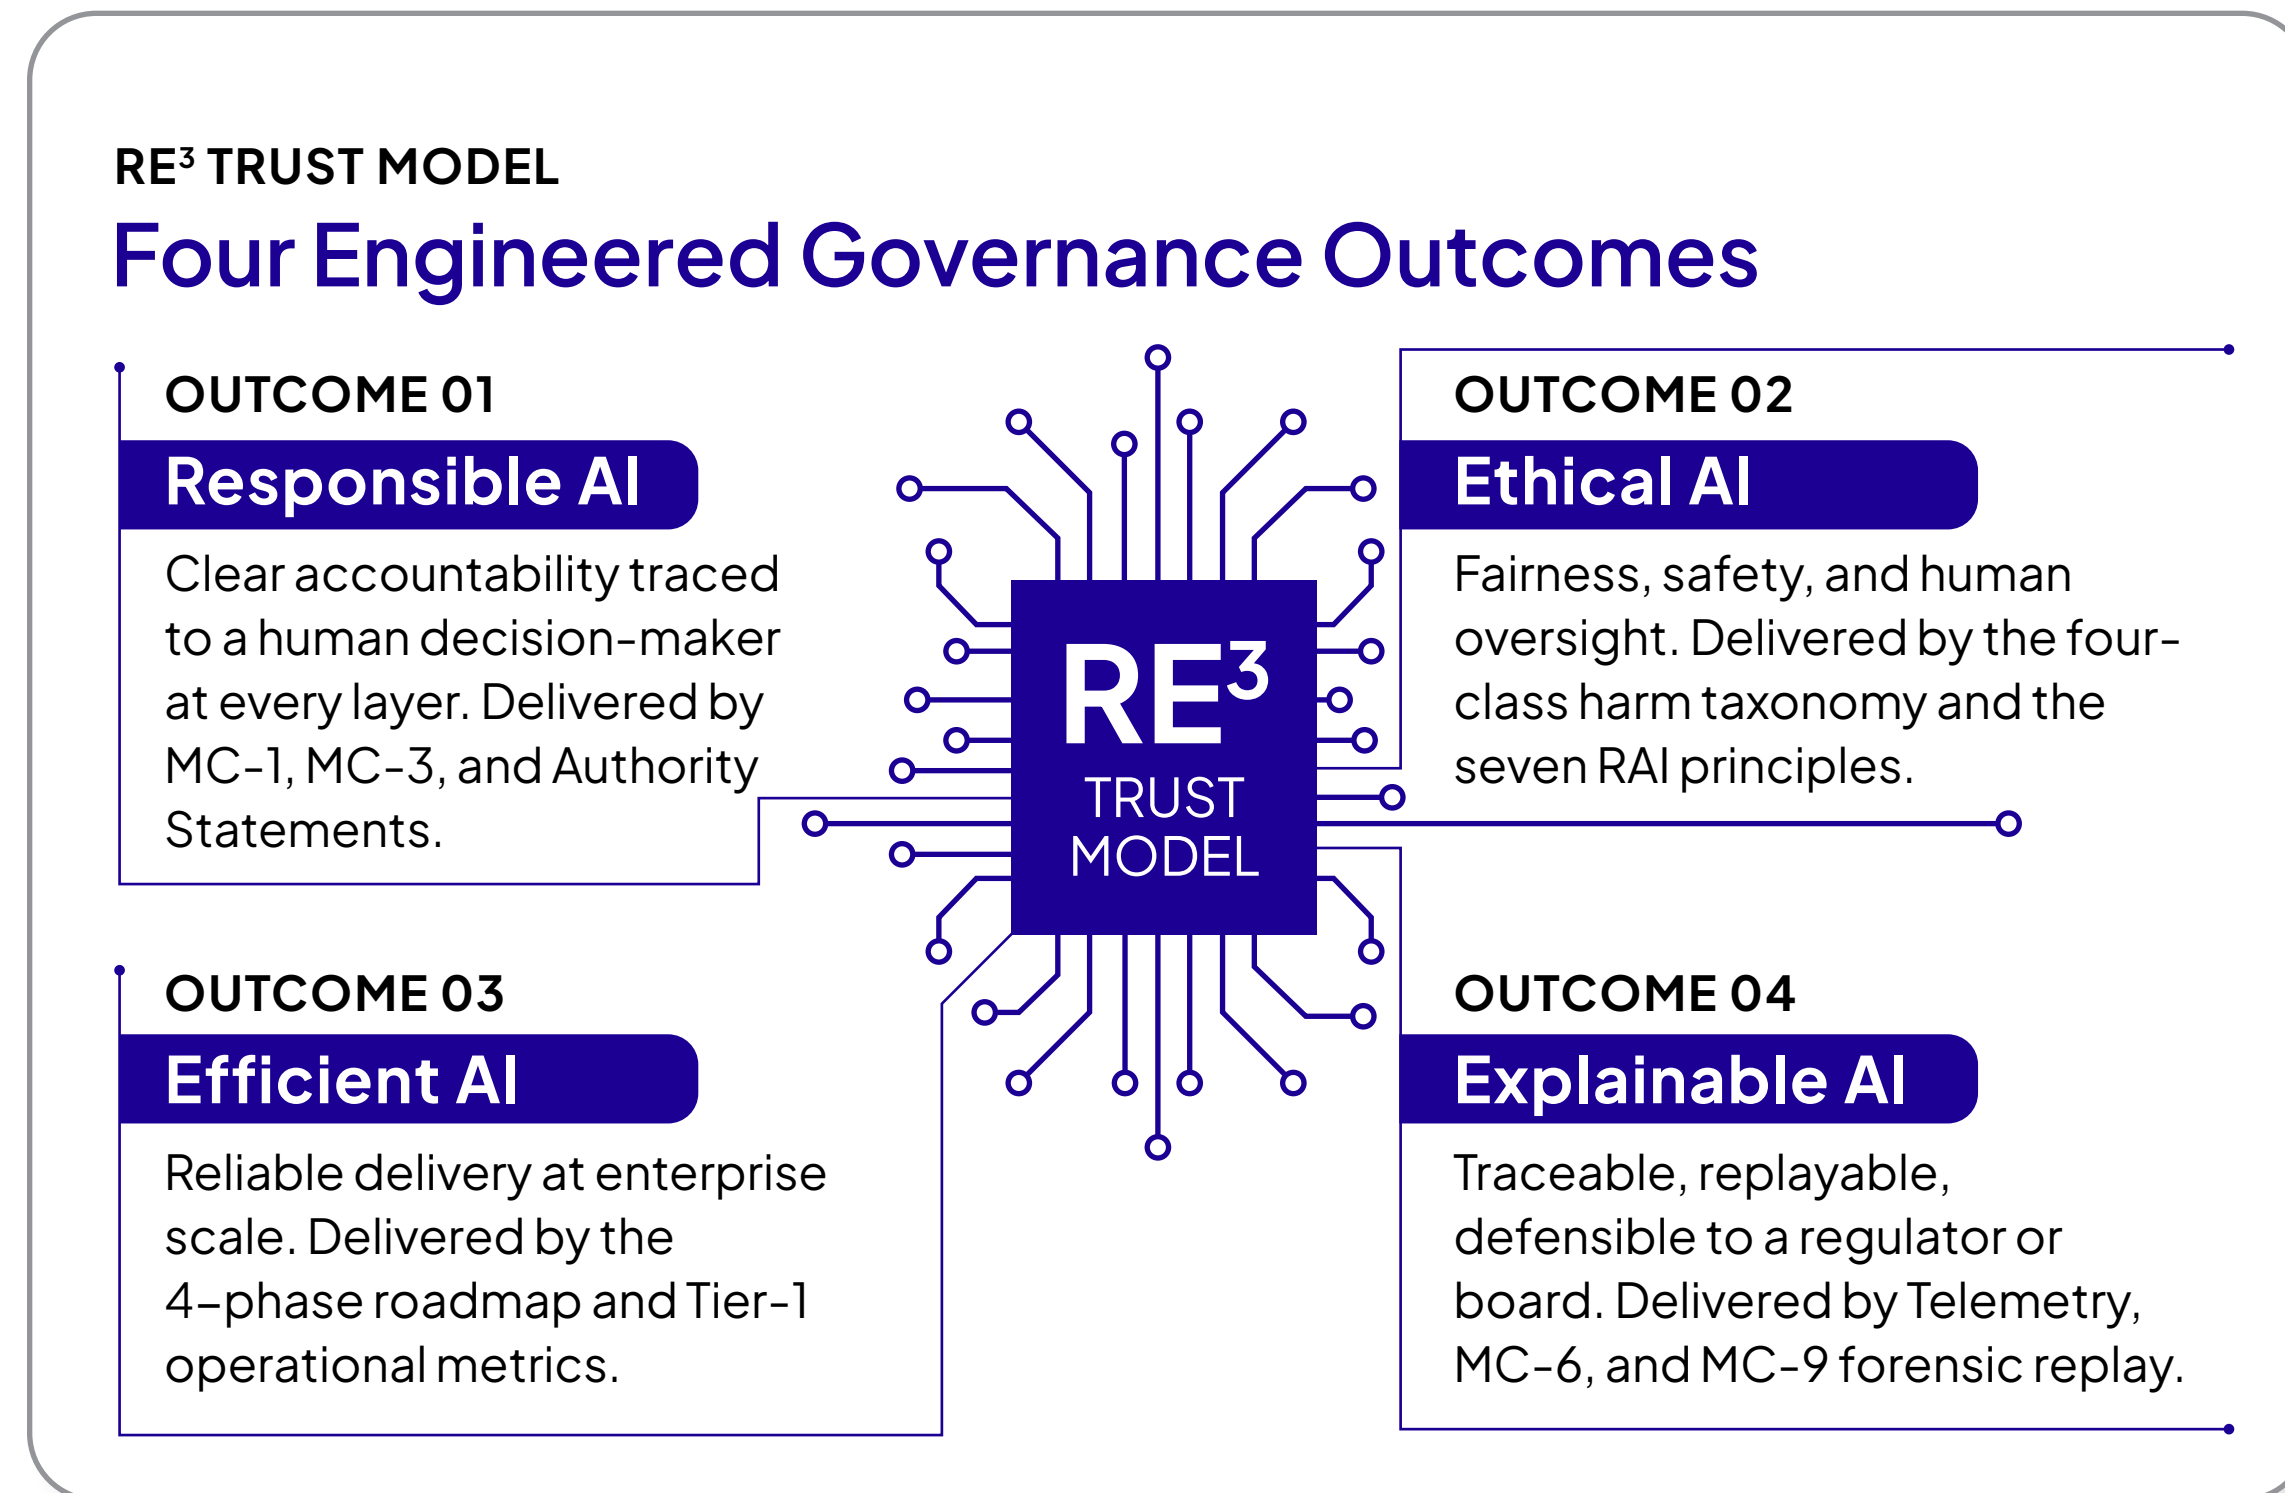 RE³ TRUST MODEL
Four Engineered Governance Outcomes
OUTCOME 01
Responsible AI
Clear accountability traced
to a human decision-maker
at every layer. Delivered by
MC-1, MC-3, and Authority
Statements.
RE³
TRUST
MODEL
OUTCOME 02
Ethical AI
Fairness, safety, and human
oversight. Delivered by the four-
class harm taxonomy and the
seven RAI principles.
OUTCOME 03
Efficient AI
Reliable delivery at enterprise
scale. Delivered by the
4–phase roadmap and Tier-1
operational metrics.
OUTCOME 04
Explainable AI
Traceable, replayable,
defensible to a regulator or
board. Delivered by Telemetry,
MC-6, and MC-9 forensic replay.